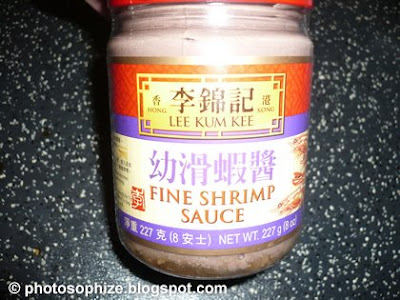 香 李錦記 港
HONG KONG
LEE KUM KEE
幼滑蝦醬
FINE SHRIMP
SAUCE
淨重 227 克 (8 安士) NET WT. 227 g (8 oz)
© photosophize.blogspot.com